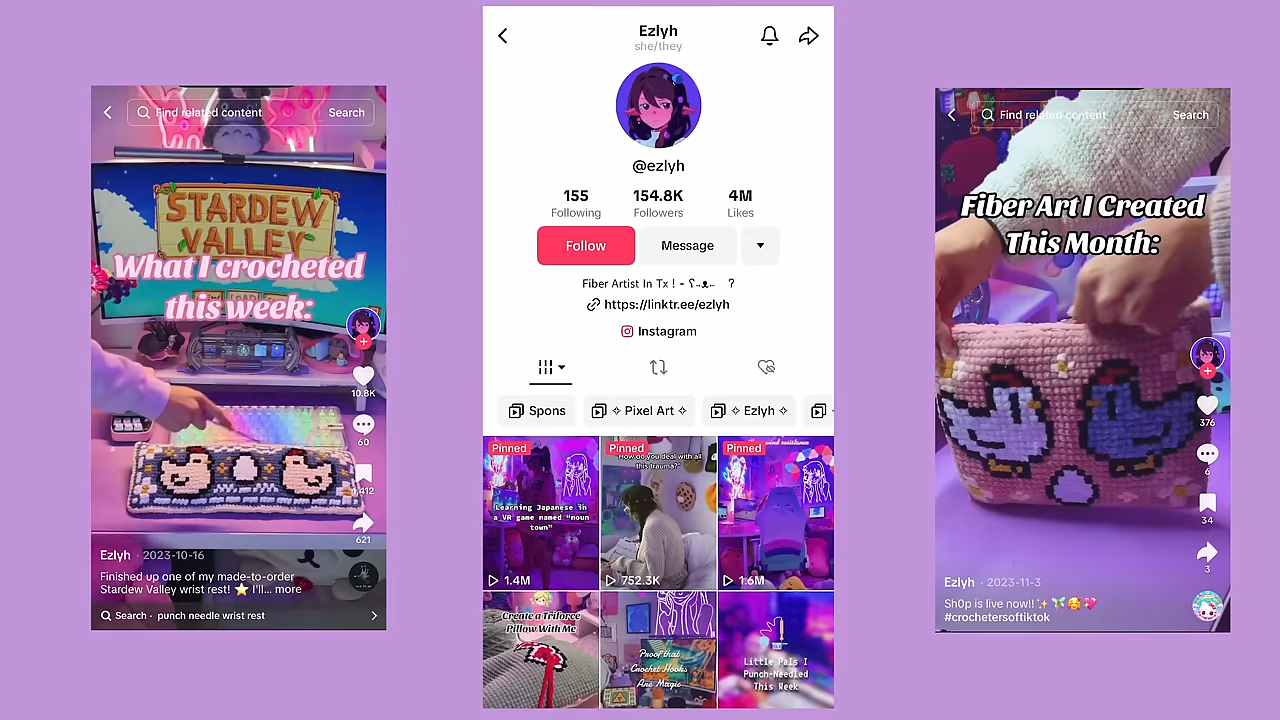 Find related content
Search
STARDEW
VALLEY
What I crocheted
this week:
10.8K
60
1,412
621
Ezlyh · 2023-10-16
Finished up one of my made-to-order
Stardew Valley wrist rest! ⭐ I'll... more
Search · punch needle wrist rest
Ezlyh
she/they
@ezlyh
155
Following
154.8K
Followers
4M
Likes
Follow
Message
Fiber Artist In Tx ! -
?
https://linktr.ee/ezlyh
Instagram
Spons
✧ Pixel Art ✧
✧ Ezlyh ✧
Pinned
Learning Japanese in
a VR game named "noun
town"
1.4M
Pinned
"How do you deal with all
this trauma?"
752.3K
Pinned
wind resistance
1.6M
Create a Triforce
Pillow With Me
Proof that
Crochet Hooks
Are Magic
Little Pals I
Punch-Needled
This Week
Find related content
Search
Fiber Art I Created
This Month:
376
6
34
3
Ezlyh · 2023-11-3
Sh0p is live now!!✨🌱🥰💖
#crochetersoftiktok